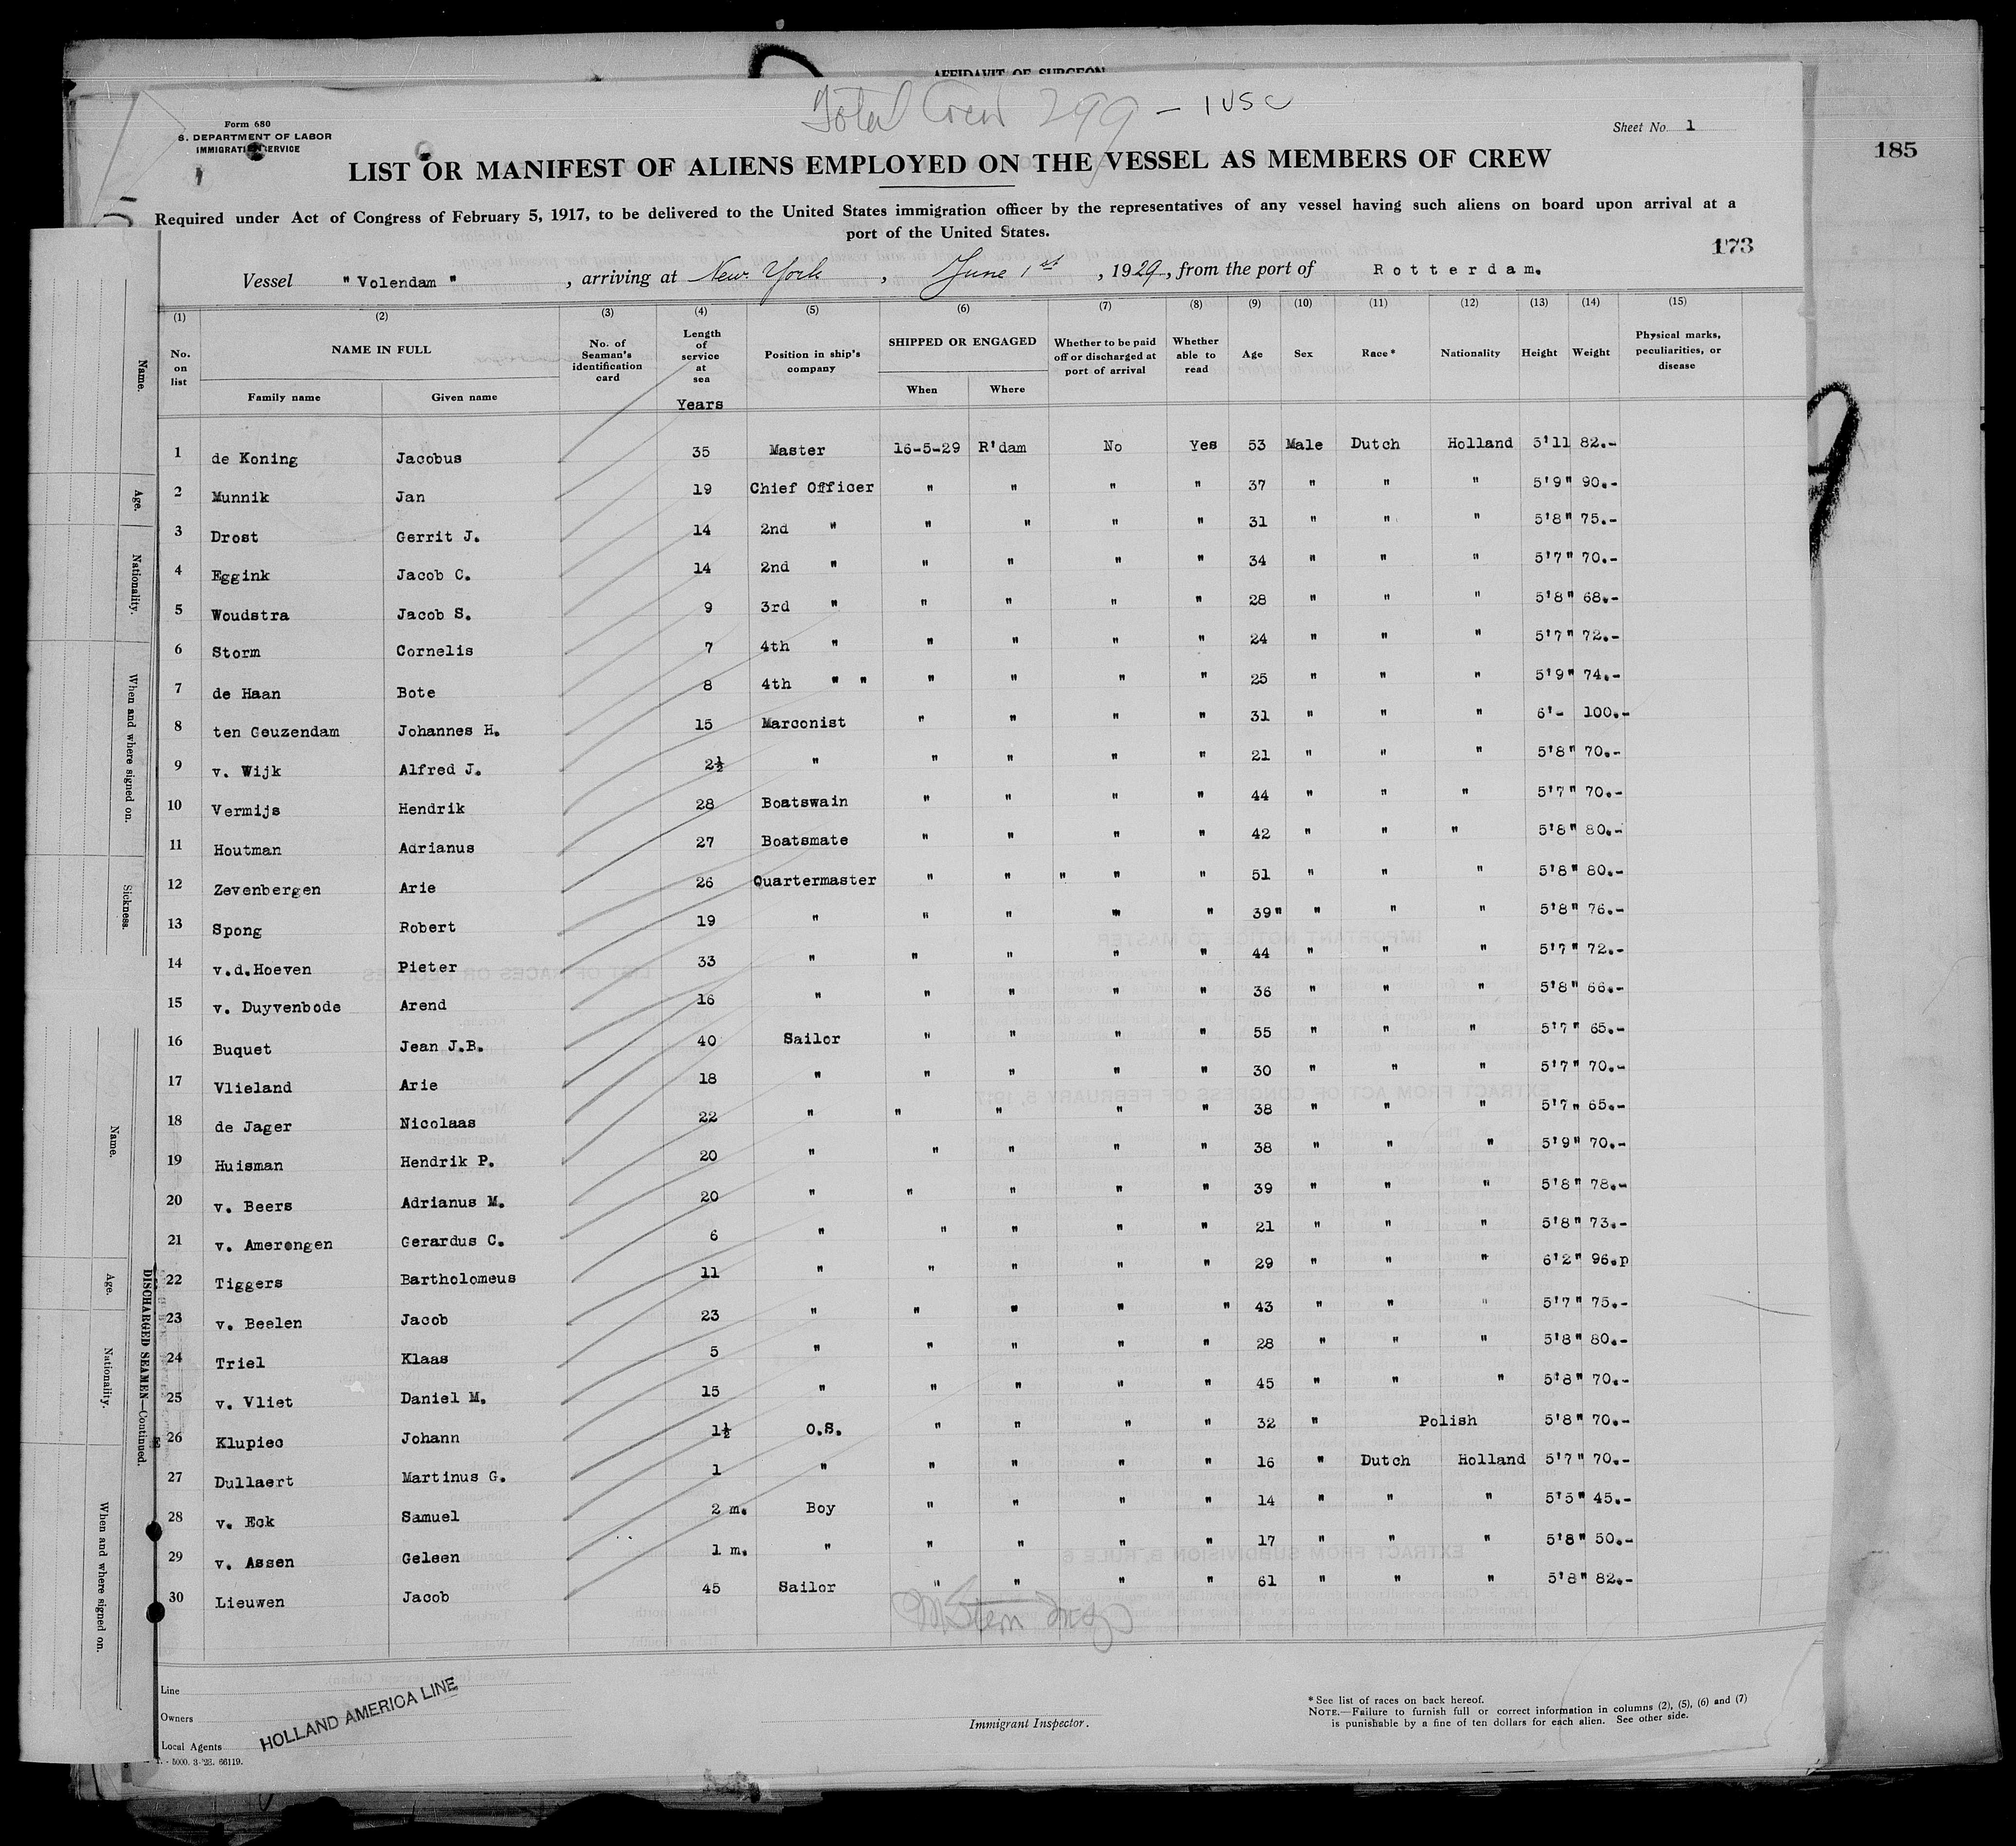 AFFIDAVIT OF SURGEON
Total Crew 299 - 1 USC
Form 680
S. DEPARTMENT OF LABOR
IMMIGRATION SERVICE
Sheet No. 1
185
LIST OR MANIFEST OF ALIENS EMPLOYED ON THE VESSEL AS MEMBERS OF CREW
Required under Act of Congress of February 5, 1917, to be delivered to the United States immigration officer by the representatives of any vessel having such aliens on board upon arrival at a
port of the United States.
173
Vessel "Volendam", arriving at New York, June 1st, 1929, from the port of Rotterdam.
(1) (2) (3) (4) (5) (6) (7) (8) (9) (10) (11) (12) (13) (14) (15)
No. on list NAME IN FULL Family name Given name No. of Seaman's identification card Length of service at sea Years Position in ship's company SHIPPED OR ENGAGED When Where Whether to be paid off or discharged at port of arrival Whether able to read Age Sex Race* Nationality Height Weight Physical marks, peculiarities, or disease
1 de Koning Jacobus 35 Master 16-5-29 R'dam No Yes 53 Male Dutch Holland 5'11 82.-
2 Munnik Jan 19 Chief Officer " " " " 37 " " " 5'9" 90.-
3 Drost Gerrit J. 14 2nd " " " " " 31 " " " 5'8" 75.-
4 Eggink Jacob C. 14 2nd " " " " " 34 " " " 5'7" 70.-
5 Woudstra Jacob S. 9 3rd " " " " " 28 " " " 5'8" 68.-
6 Storm Cornelis 7 4th " " " " " 24 " " " 5'7" 72.-
7 de Haan Bote 8 4th " " " " " " 25 " " " 5'9" 74.-
8 ten Geuzendam Johannes H. 15 Marconist " " " " 31 " " " 6'- 100.-
9 v. Wijk Alfred J. 2½ " " " " " 21 " " " 5'8" 70.-
10 Vermijs Hendrik 28 Boatswain " " " " 44 " " " 5'7" 70.-
11 Houtman Adrianus 27 Boatsmate " " " " 42 " " " 5'8" 80.-
12 Zevenbergen Arie 26 Quartermaster " " " " " 51 " " " 5'8" 80.-
13 Spong Robert 19 " " " " " 39" " " " 5'8" 76.-
14 v.d.Hoeven Pieter 33 " " " " " 44 " " " 5'7" 72.-
15 v. Duyvenbode Arend 16 " " " " " 36 " " " 5'8" 66.-
16 Buquet Jean J.B. 40 Sailor " " " " 55 " " " 5'7" 65.-
17 Vlieland Arie 18 " " " " " 30 " " " 5'7" 70.-
18 de Jager Nicolaas 22 " " " " " 38 " " " 5'7" 65.-
19 Huisman Hendrik P. 20 " " " " " 38 " " " 5'9" 70.-
20 v. Beers Adrianus M. 20 " " " " " 39 " " " 5'8" 78.-
21 v. Amerongen Gerardus C. 6 " " " " " 21 " " " 5'8" 73.-
22 Tiggers Bartholomeus 11 " " " " " 29 " " " 6'2" 96.p
23 v. Beelen Jacob 23 " " " " " 43 " " " 5'7" 75.-
24 Triel Klaas 5 " " " " " 28 " " " 5'8" 80.-
25 v. Vliet Daniel M. 15 " " " " " 45 " " " 5'8" 70.-
26 Klupiec Johann 1½ O.S. " " " " 32 " Polish 5'8" 70.-
27 Dullaert Martinus G. 1 " " " " " 16 " Dutch Holland 5'7" 70.-
28 v. Eck Samuel 2 m. Boy " " " " 14 " " " 5'5" 45.-
29 v. Assen Geleen 1 m. " " " " " 17 " " " 5'8" 50.-
30 Lieuwen Jacob 45 Sailor " " " " 61 " " " 5'8" 82.-
Line
Owners
Local Agents
HOLLAND AMERICA LINE
5000. 3-'28. 66119.
Immigrant Inspector.
*See list of races on back hereof.
NOTE.—Failure to furnish full or correct information in columns (2), (5), (6) and (7)
is punishable by a fine of ten dollars for each alien. See other side.
Name.
Age.
Nationality.
When and where signed on.
Sickness.
Name.
Age.
Nationality.
When and where signed on.
DISCHARGED SEAMEN—Continued.